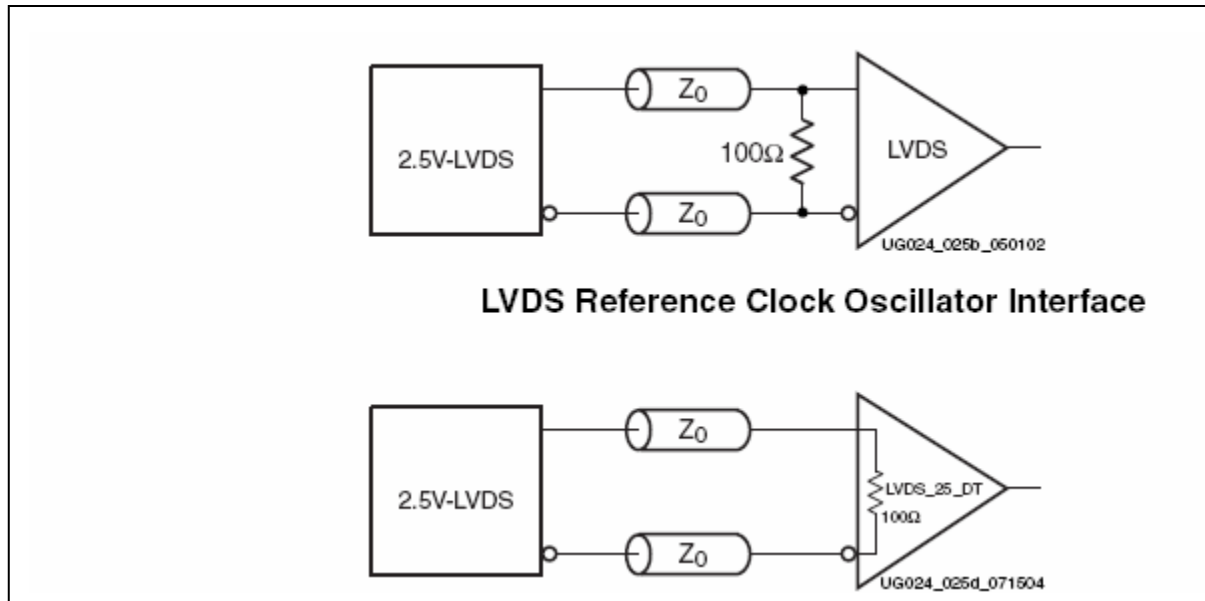 Z₀
100Ω
2.5V-LVDS
LVDS
Z₀
UG024_025b_050102
LVDS Reference Clock Oscillator Interface
Z₀
2.5V-LVDS
LVDS_25_DT
100Ω
Z₀
UG024_025d_071504